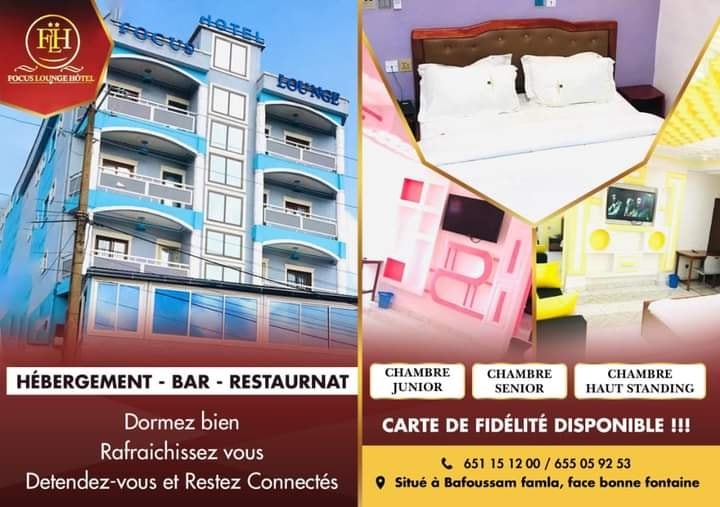 FLH
FOCUS LOUNGE HÔTEL
FOCUS HOTEL
LOUNGE
HÉBERGEMENT - BAR - RESTAURNAT
Dormez bien
Rafraichissez vous
Detendez-vous et Restez Connectés
CHAMBRE
JUNIOR
CHAMBRE
SENIOR
CHAMBRE
HAUT STANDING
CARTE DE FIDÉLITÉ DISPONIBLE !!!
651 15 12 00 / 655 05 92 53
Situé à Bafoussam famla, face bonne fontaine